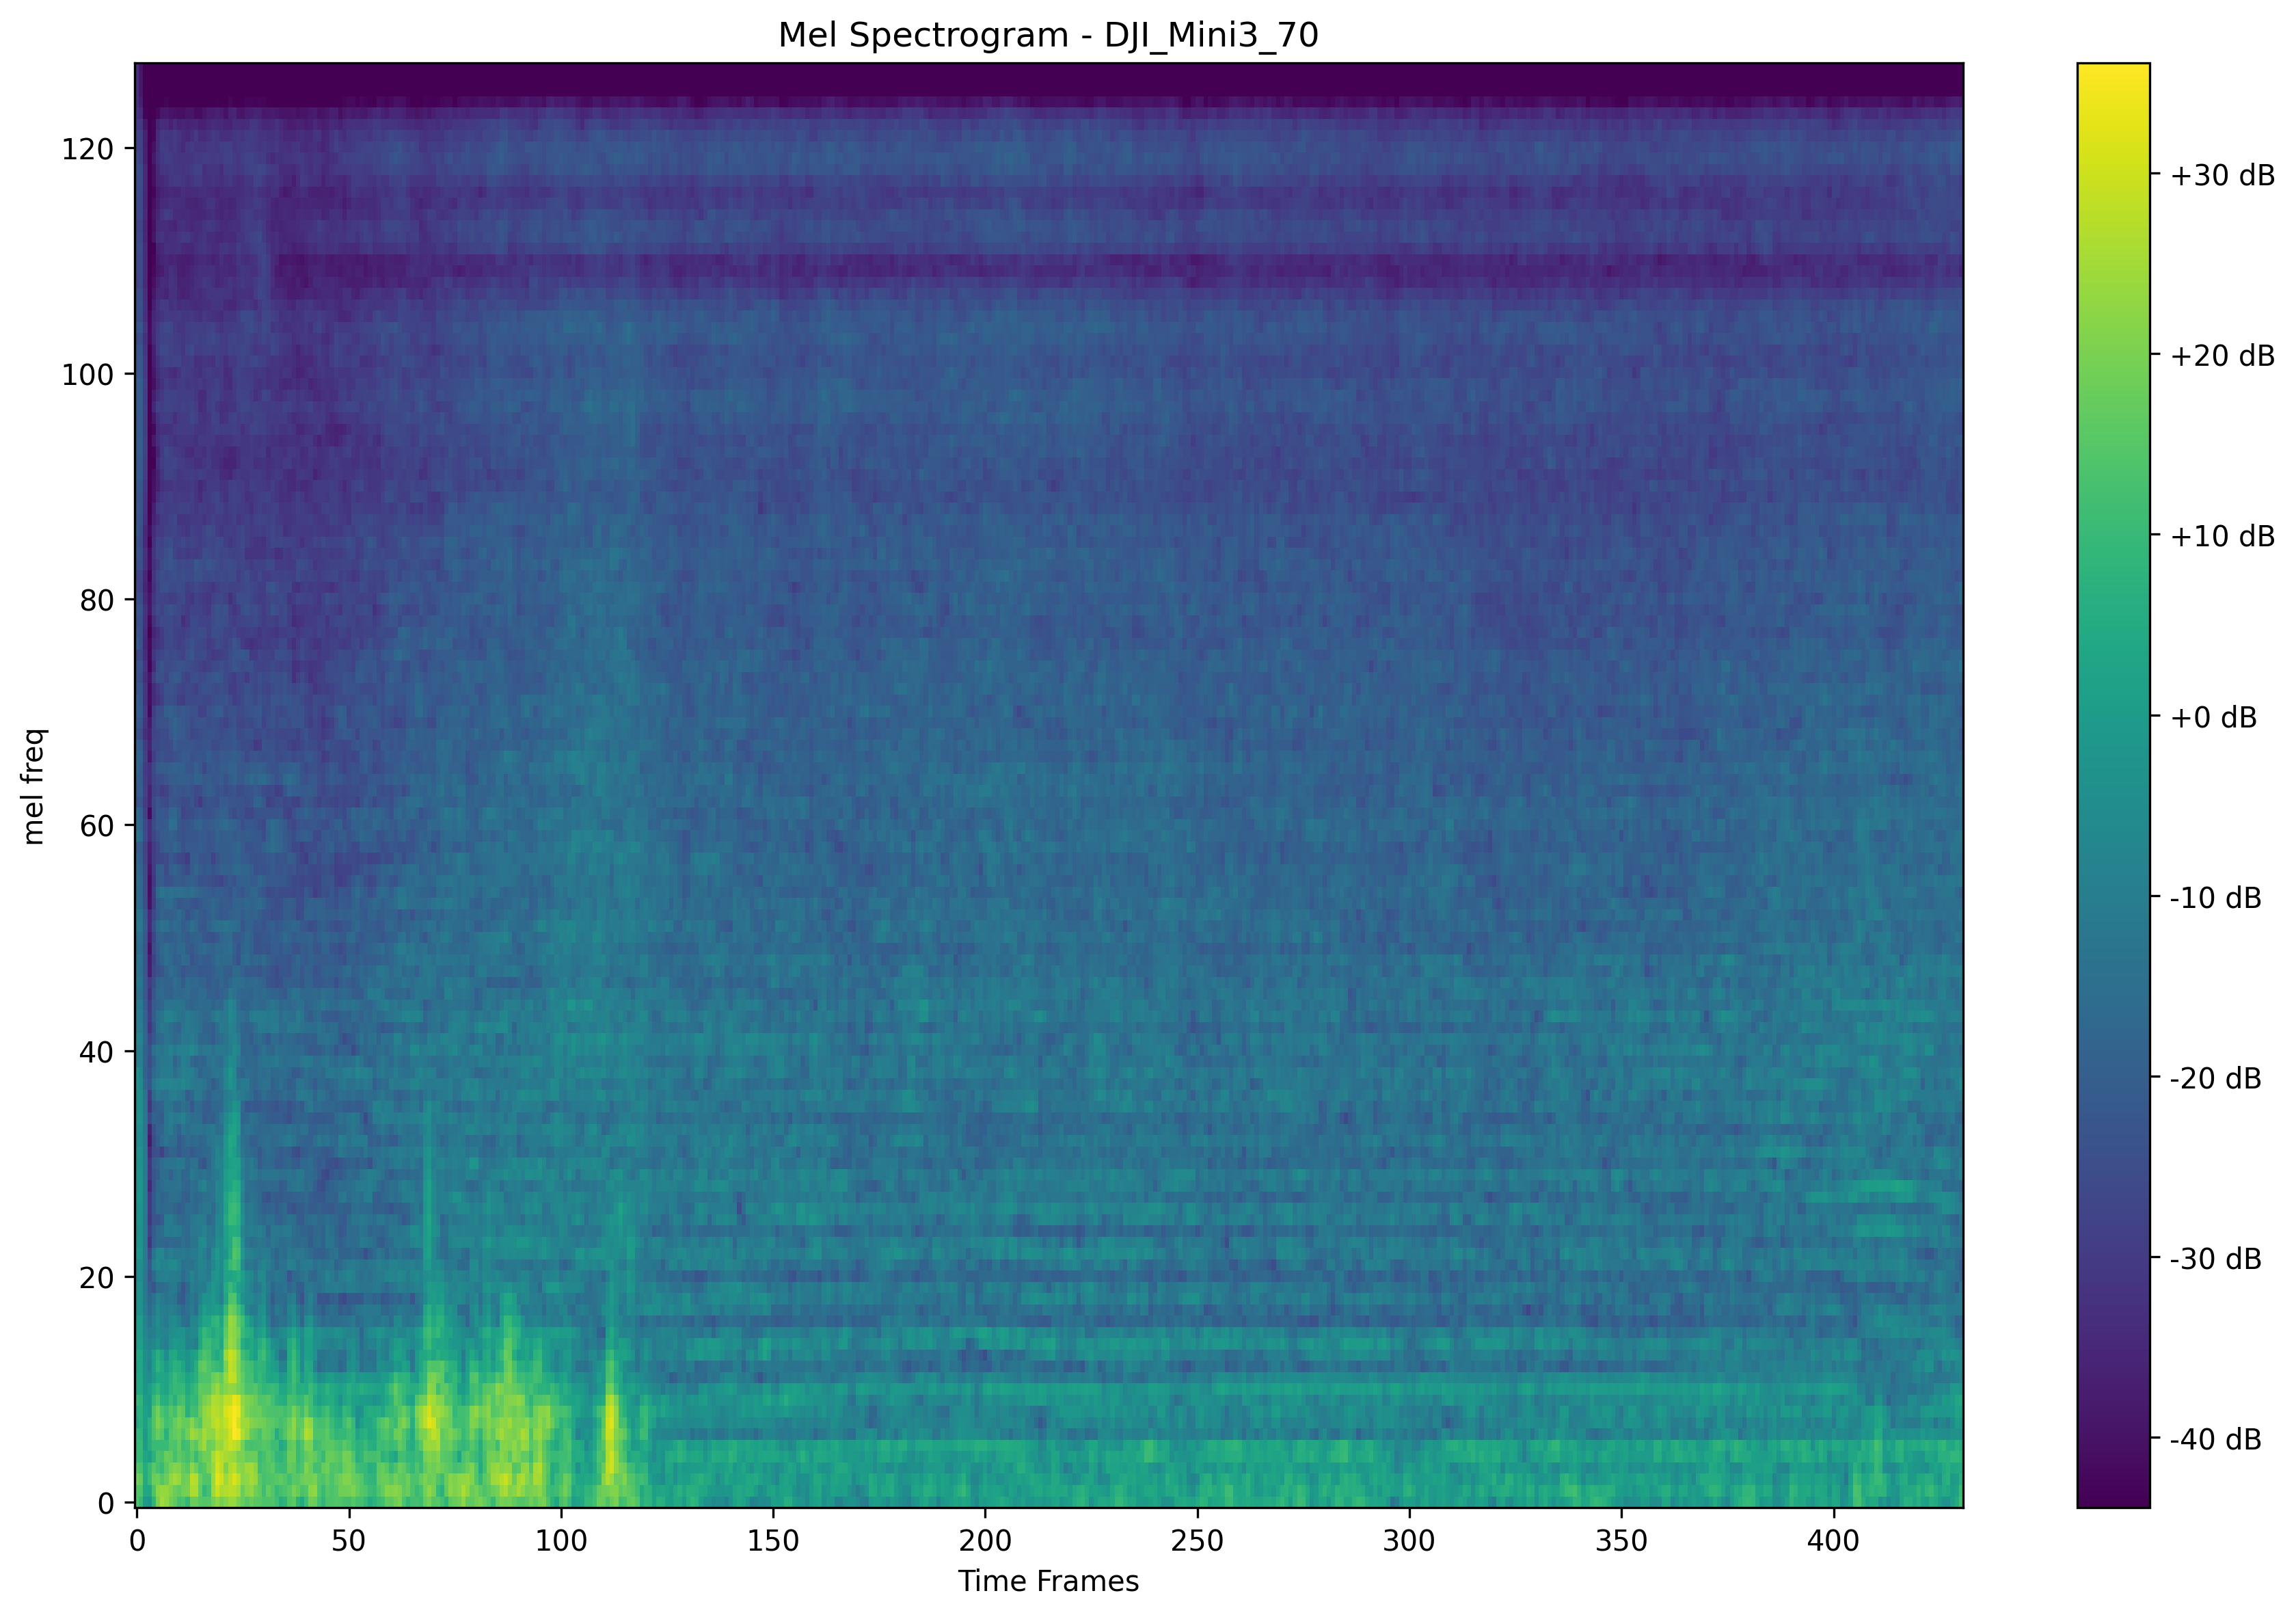 Mel Spectrogram - DJI_Mini3_70
mel freq
120
100
80
60
40
20
0
0 50 100 150 200 250 300 350 400
Time Frames
+30 dB
+20 dB
+10 dB
+0 dB
-10 dB
-20 dB
-30 dB
-40 dB